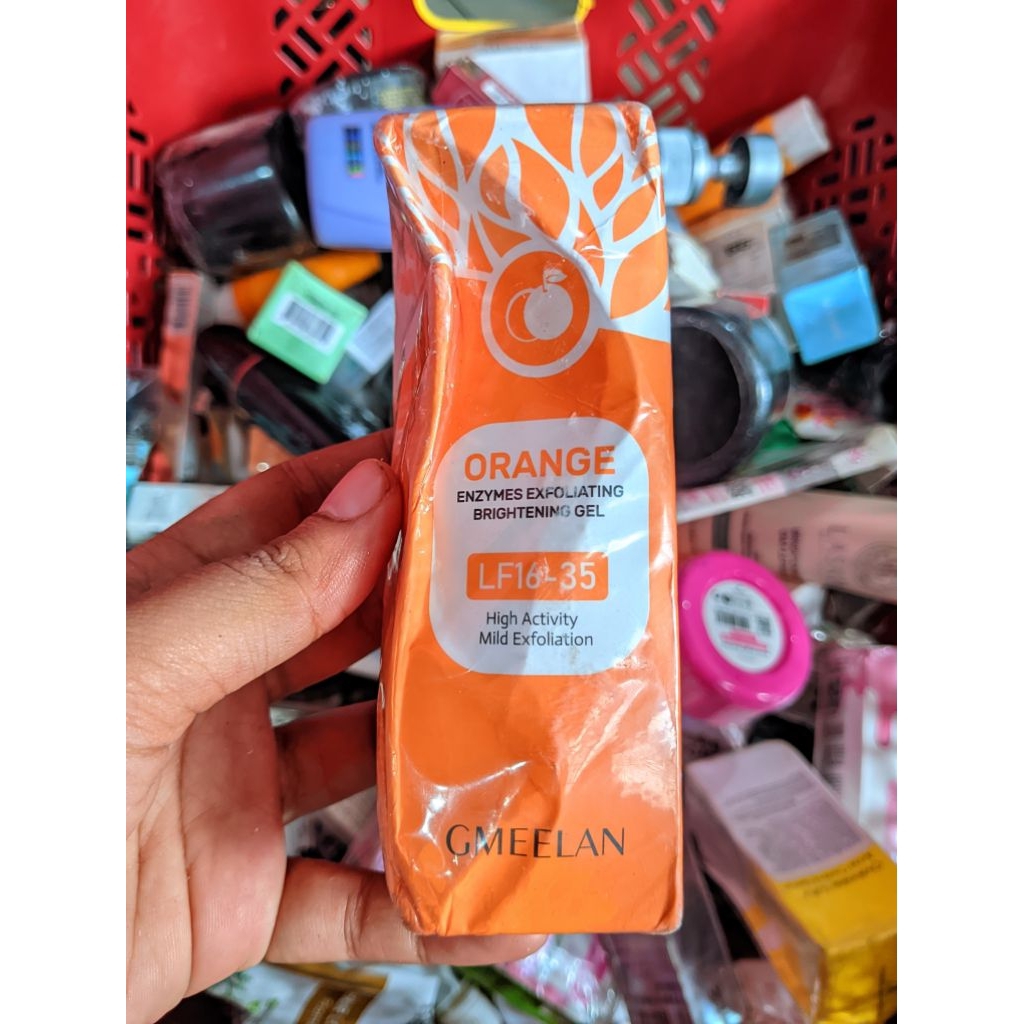 ORANGE
ENZYMES EXFOLIATING
BRIGHTENING GEL
LF16-35
High Activity
Mild Exfoliation
GMEELAN